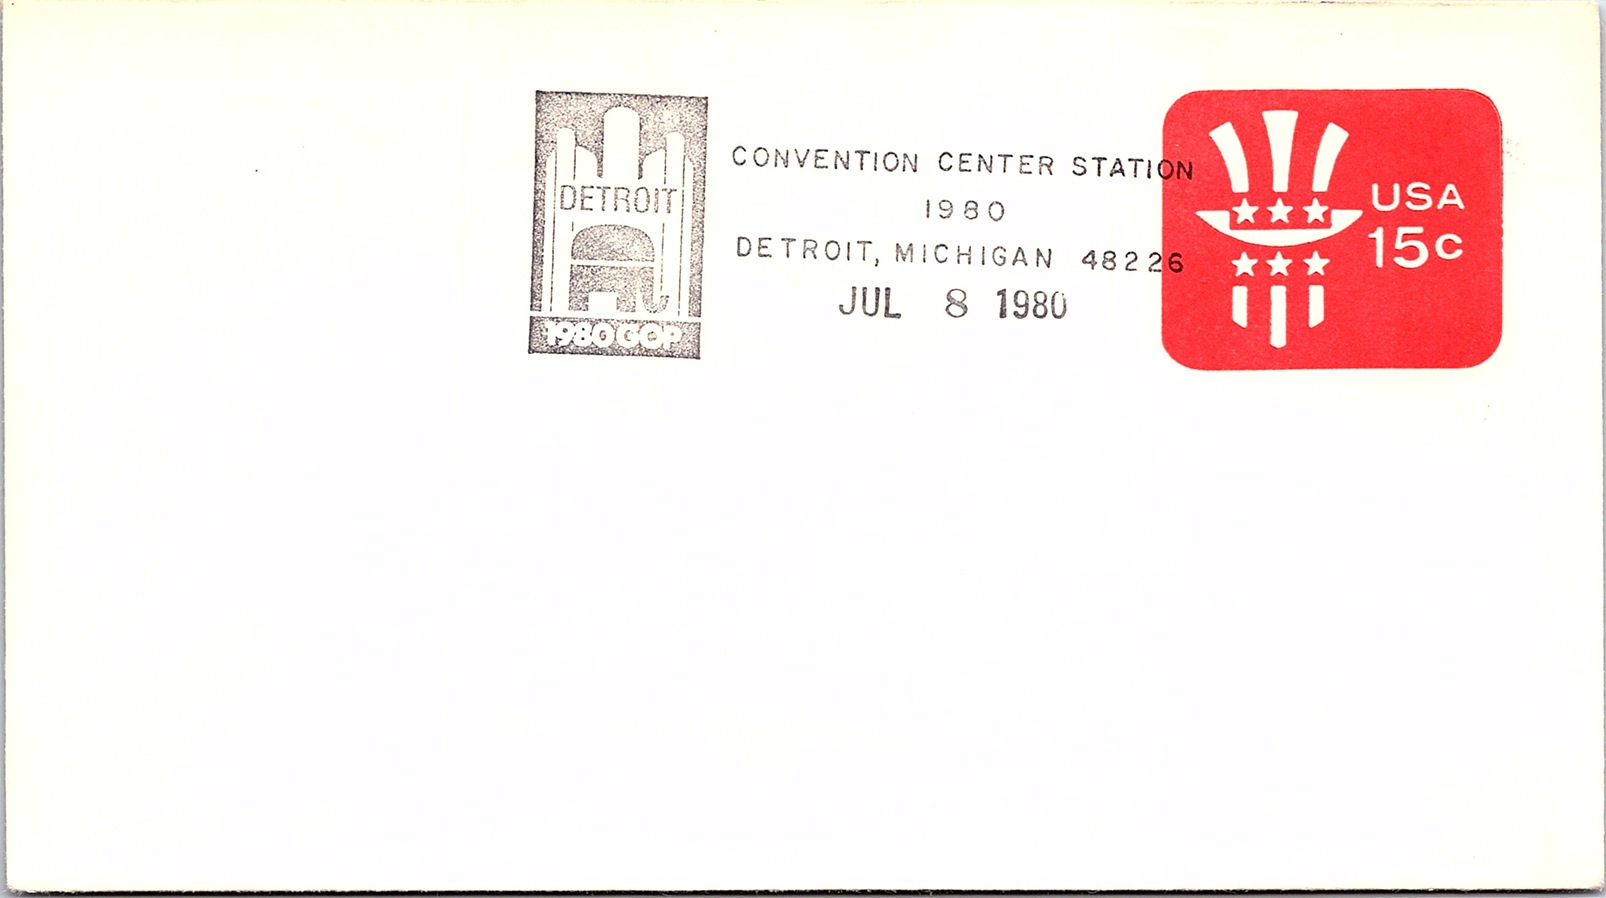 DETROIT
1980 GOP
CONVENTION CENTER STATION
1980
DETROIT, MICHIGAN 48226
JUL 8 1980
USA
15c